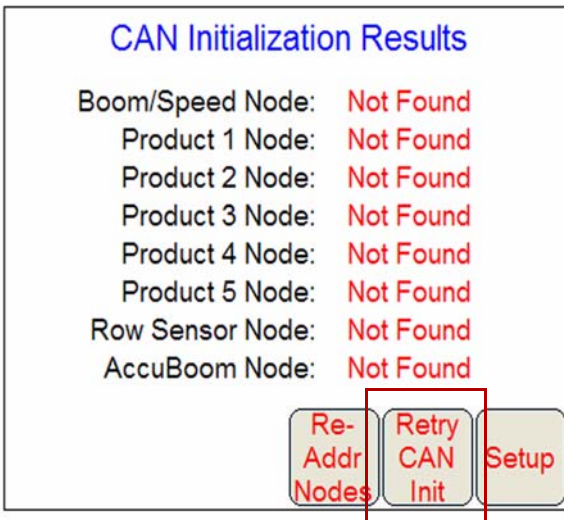 CAN Initialization Results
Boom/Speed Node: Not Found
Product 1 Node: Not Found
Product 2 Node: Not Found
Product 3 Node: Not Found
Product 4 Node: Not Found
Product 5 Node: Not Found
Row Sensor Node: Not Found
AccuBoom Node: Not Found
Re-
Addr
Nodes
Retry
CAN
Init
Setup